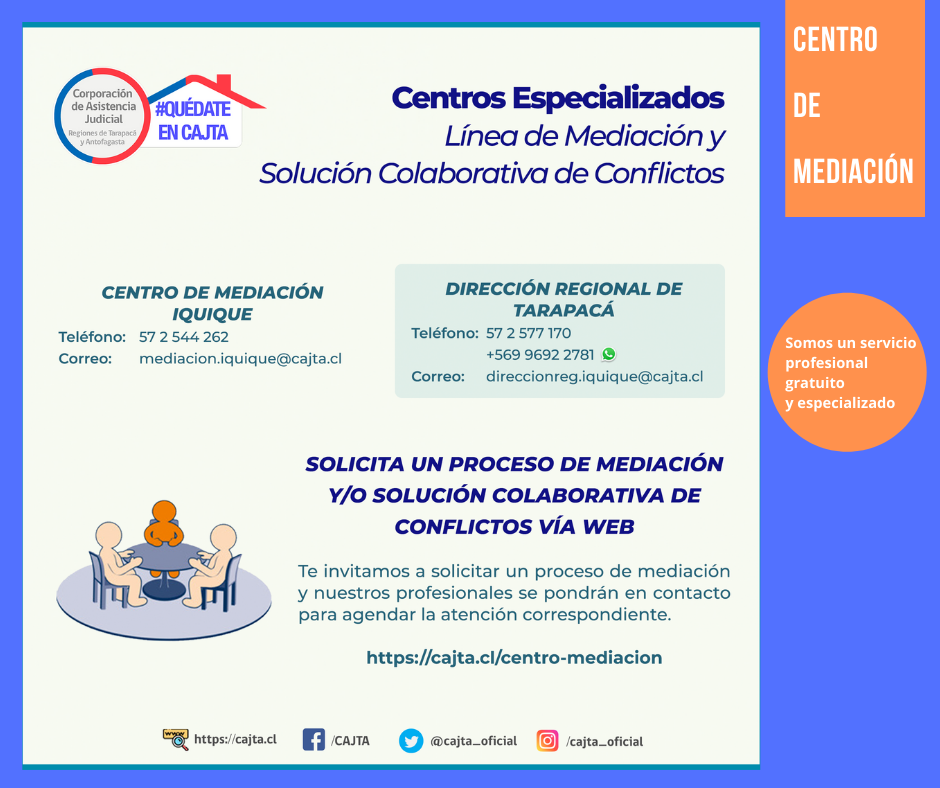 Corporación
de Asistencia
Judicial
Regiones de Tarapacá
y Antofagasta
#QUÉDATE
EN CAJTA
Centros Especializados
Línea de Mediación y
Solución Colaborativa de Conflictos
CENTRO DE MEDIACIÓN
IQUIQUE
Teléfono: 57 2 544 262
Correo: mediacion.iquique@cajta.cl
DIRECCIÓN REGIONAL DE
TARAPACÁ
Teléfono: 57 2 577 170
+569 9692 2781
Correo: direccionreg.iquique@cajta.cl
SOLICITA UN PROCESO DE MEDIACIÓN
Y/O SOLUCIÓN COLABORATIVA DE
CONFLICTOS VÍA WEB
Te invitamos a solicitar un proceso de mediación
y nuestros profesionales se pondrán en contacto
para agendar la atención correspondiente.
https://cajta.cl/centro-mediacion
www https://cajta.cl /CAJTA @cajta_oficial /cajta_oficial
CENTRO
DE
MEDIACIÓN
Somos un servicio
profesional
gratuito
y especializado